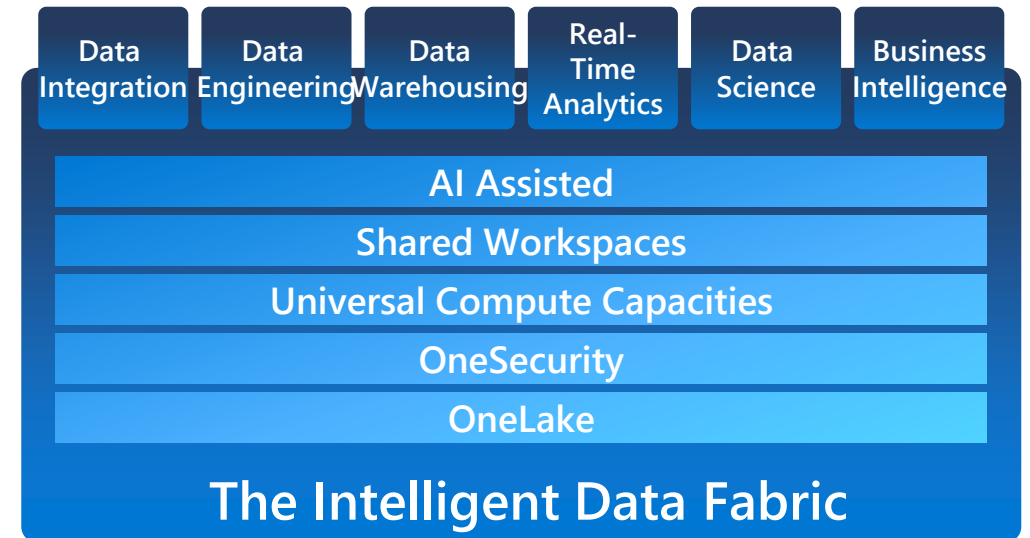 Data
Integration
Data
Engineering
Data
Warehousing
Real-
Time
Analytics
Data
Science
Business
Intelligence
AI Assisted
Shared Workspaces
Universal Compute Capacities
OneSecurity
OneLake
The Intelligent Data Fabric